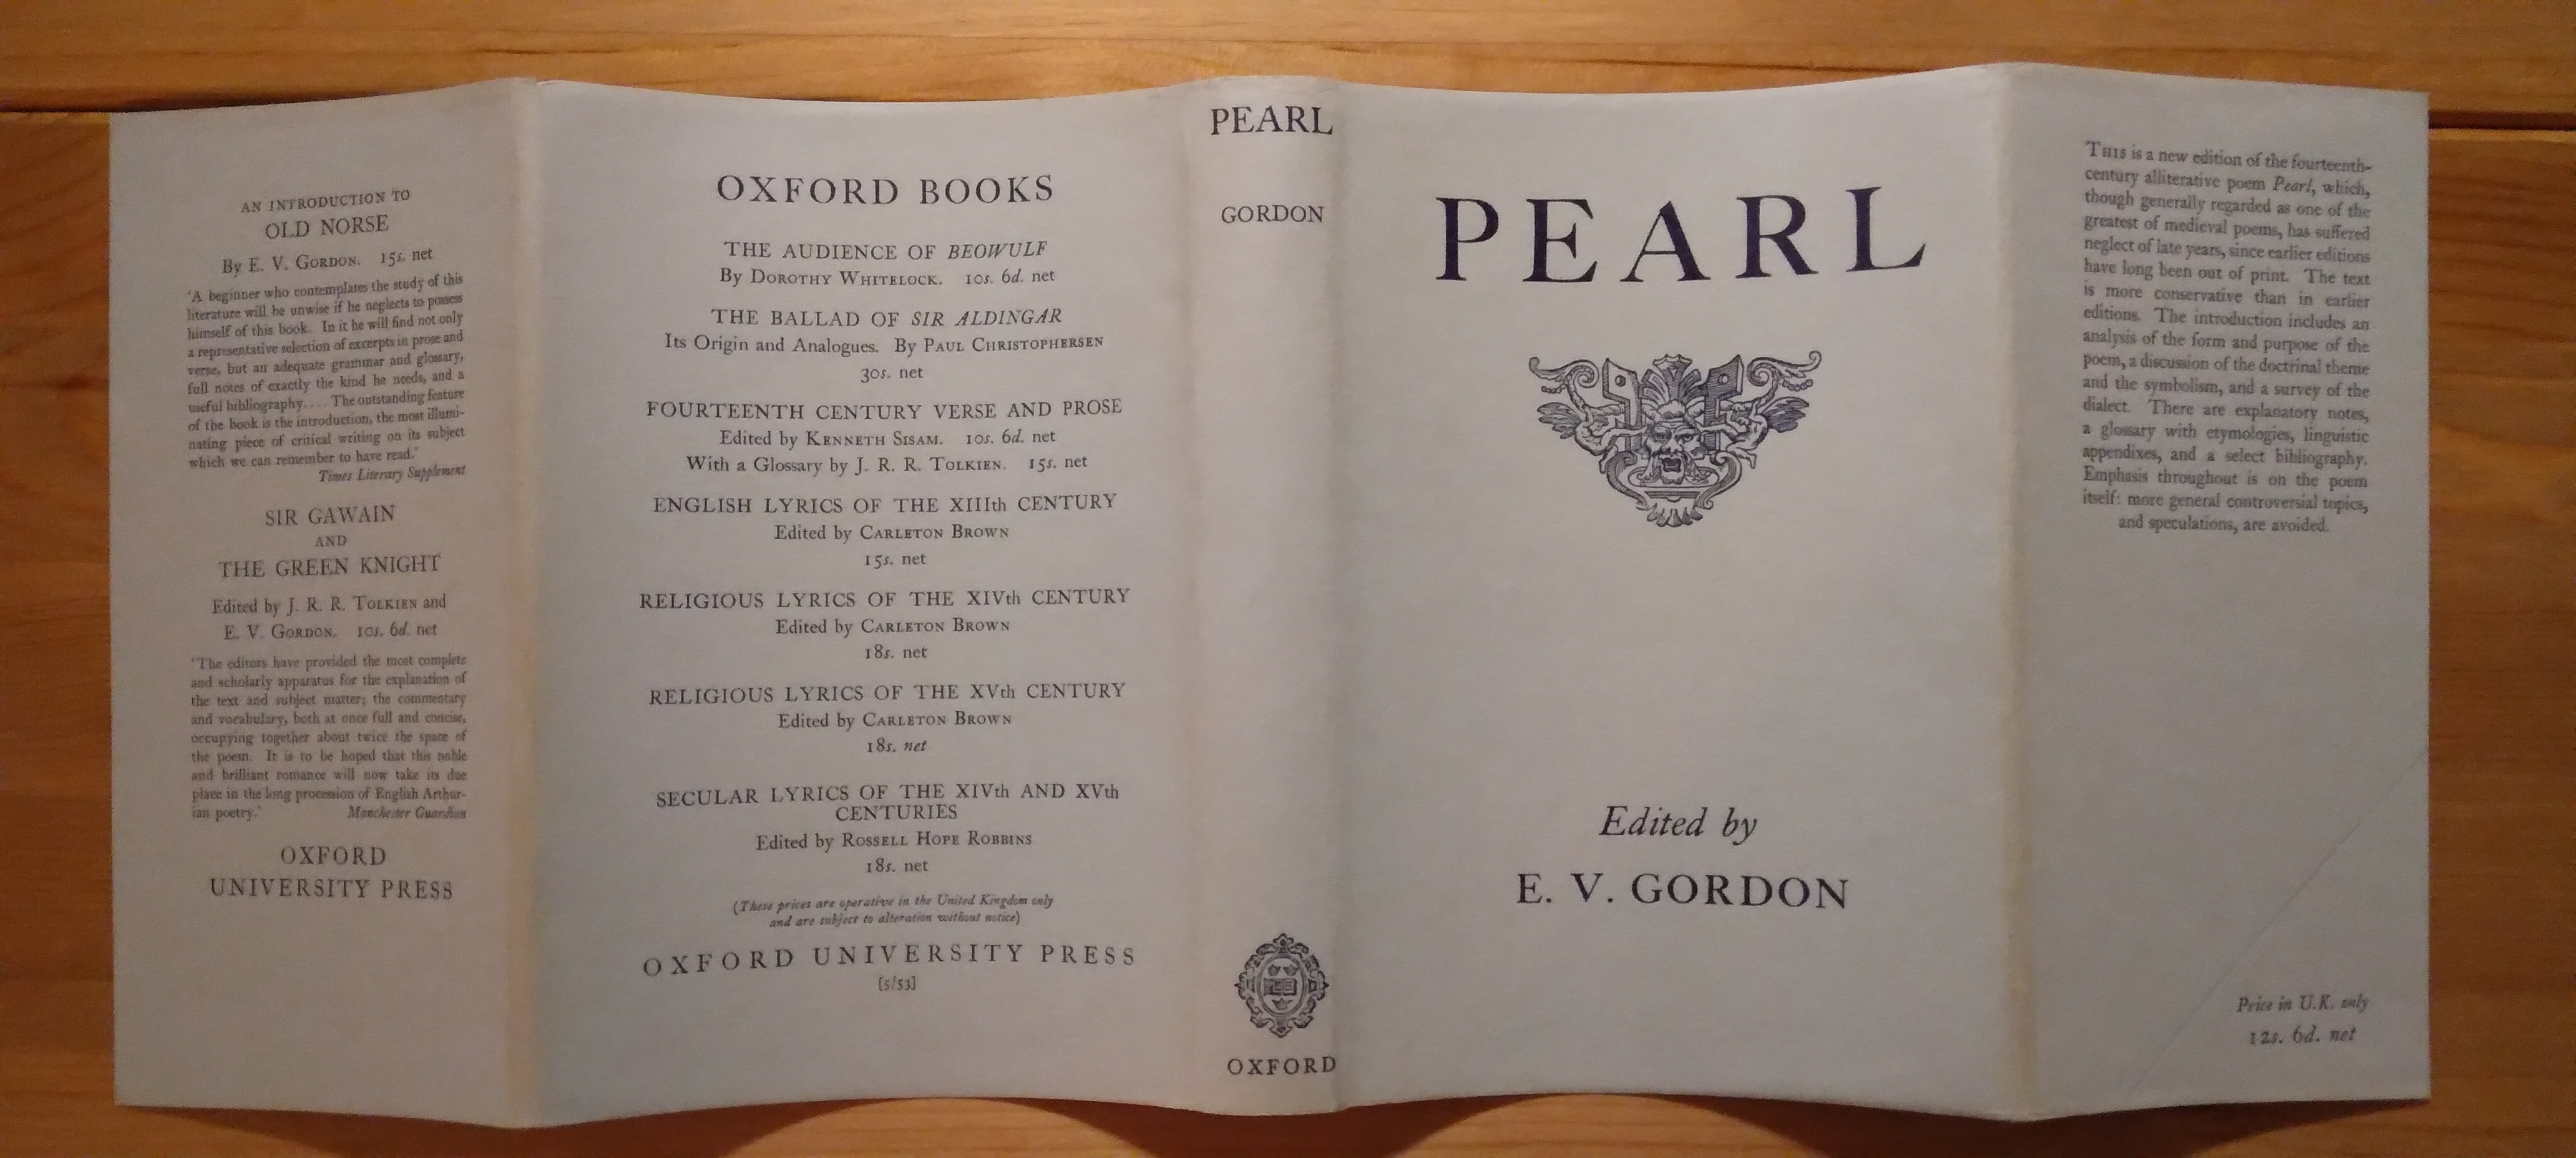 AN INTRODUCTION TO
OLD NORSE
By E. V. GORDON. 15s. net
'A beginner who contemplates the study of this
literature will be unwise if he neglects to possess
himself of this book. In it he will find not only
a representative selection of excerpts in prose and
verse, but an adequate grammar and glossary,
full notes of exactly the kind he needs, and a
useful bibliography.... The outstanding feature
of the book is the introduction, the most illumi-
nating piece of critical writing on its subject
which we can remember to have read.'
Times Literary Supplement
SIR GAWAIN
AND
THE GREEN KNIGHT
Edited by J. R. R. TOLKIEN and
E. V. GORDON. 10s. 6d. net
'The editors have provided the most complete
and scholarly apparatus for the explanation of
the text and subject matter; the commentary
and vocabulary, both at once full and concise,
occupying together about twice the space of
the poem. It is to be hoped that this noble
and brilliant romance will now take its due
place in the long procession of English Arthur-
ian poetry.' Manchester Guardian
OXFORD
UNIVERSITY PRESS
OXFORD BOOKS
THE AUDIENCE OF BEOWULF
By DOROTHY WHITELOCK. 10s. 6d. net
THE BALLAD OF SIR ALDINGAR
Its Origin and Analogues. By PAUL CHRISTOPHERSEN
30s. net
FOURTEENTH CENTURY VERSE AND PROSE
Edited by KENNETH SISAM. 10s. 6d. net
With a Glossary by J. R. R. TOLKIEN. 15s. net
ENGLISH LYRICS OF THE XIIIth CENTURY
Edited by CARLETON BROWN
15s. net
RELIGIOUS LYRICS OF THE XIVth CENTURY
Edited by CARLETON BROWN
18s. net
RELIGIOUS LYRICS OF THE XVth CENTURY
Edited by CARLETON BROWN
18s. net
SECULAR LYRICS OF THE XIVth AND XVth
CENTURIES
Edited by ROSSELL HOPE ROBBINS
18s. net
(These prices are operative in the United Kingdom only
and are subject to alteration without notice)
OXFORD UNIVERSITY PRESS
[5/53]
PEARL
GORDON
OXFORD
PEARL
Edited by
E. V. GORDON
THIS is a new edition of the fourteenth-
century alliterative poem Pearl, which,
though generally regarded as one of the
greatest of medieval poems, has suffered
neglect of late years, since earlier editions
have long been out of print. The text
is more conservative than in earlier
editions. The introduction includes an
analysis of the form and purpose of the
poem, a discussion of the doctrinal theme
and the symbolism, and a survey of the
dialect. There are explanatory notes,
a glossary with etymologies, linguistic
appendixes, and a select bibliography.
Emphasis throughout is on the poem
itself: more general controversial topics,
and speculations, are avoided.
Price in U.K. only
12s. 6d. net